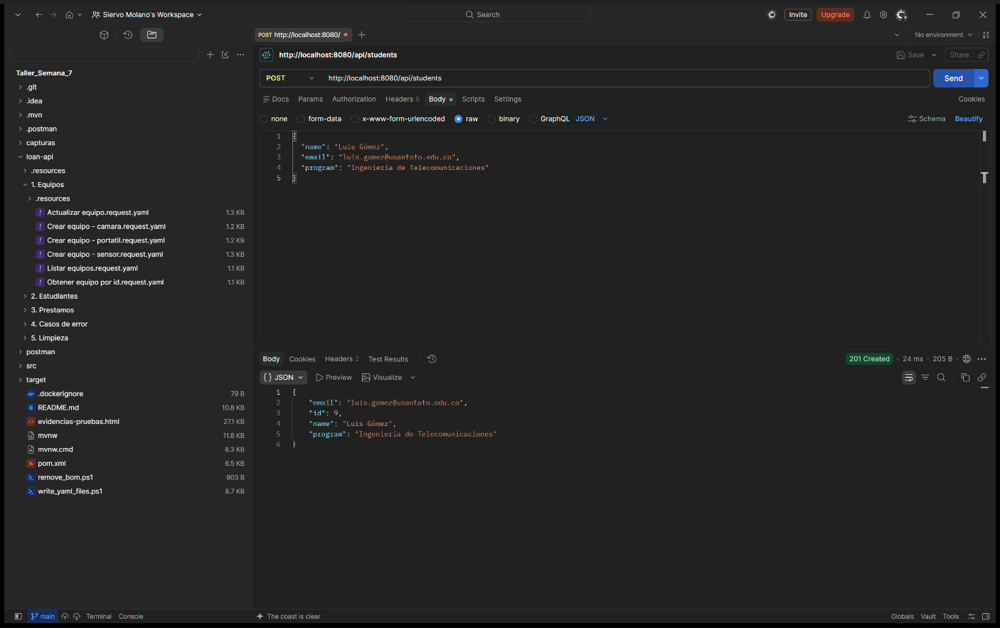 Siervo Molano's Workspace
Search
Invite
Upgrade
POST http://localhost:8080/
No environment
HTTP http://localhost:8080/api/students
Save
Share
Taller_Semana_7
.git
.idea
.mvn
.postman
capturas
loan-api
.resources
1. Equipos
.resources
Actualizar equipo.request.yaml 1.3 KB
Crear equipo - camara.request.yaml 1.2 KB
Crear equipo - portatil.request.yaml 1.2 KB
Crear equipo - sensor.request.yaml 1.3 KB
Listar equipos.request.yaml 1.1 KB
Obtener equipo por id.request.yaml 1.1 KB
2. Estudiantes
3. Prestamos
4. Casos de error
5. Limpieza
postman
src
target
.dockerignore 79 B
README.md 10.8 KB
evidencias-pruebas.html 27.1 KB
mvnw 11.8 KB
mvnw.cmd 8.3 KB
pom.xml 6.5 KB
remove_bom.ps1 903 B
write_yaml_files.ps1 8.7 KB
POST http://localhost:8080/api/students
Send
Docs Params Authorization Headers 8 Body Scripts Settings
Cookies
none form-data x-www-form-urlencoded raw binary GraphQL JSON
Schema Beautify
1 {
2 "name": "Luis Gómez",
3 "email": "luis.gomez@usantoto.edu.co",
4 "program": "Ingeniería de Telecomunicaciones"
5 }
Body Cookies Headers 2 Test Results
201 Created 24 ms 205 B
{} JSON Preview Visualize
1 {
2 "email": "luis.gomez@usantoto.edu.co",
3 "id": 9,
4 "name": "Luis Gómez",
5 "program": "Ingeniería de Telecomunicaciones"
6 }
main Terminal Console
The coast is clear
Globals Vault Tools